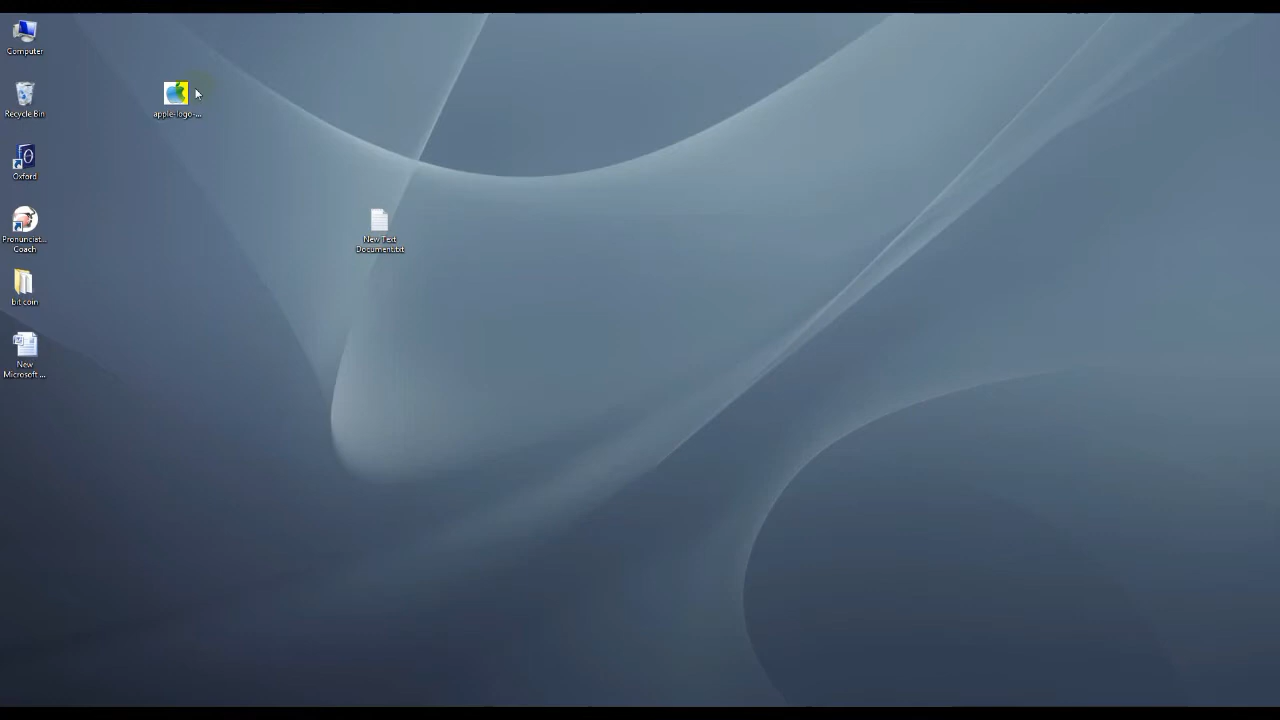 Computer
Recycle Bin
Oxford
Pronunciat...
Coach
bit coin
New
Microsoft ...
apple-logo-...
New Text
Document.txt